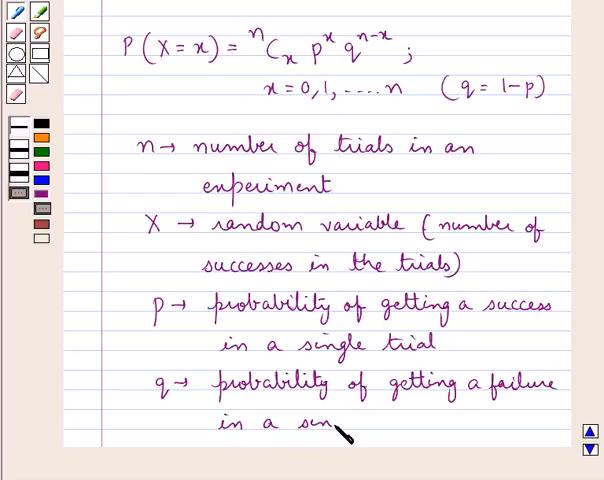 P(X=x) = ⁿCₓ pˣ qⁿ⁻ˣ ;
x = 0,1, ..... n (q = 1-p)
n→ number of trials in an
experiment
X → random variable (number of
successes in the trials)
p→ probability of getting a success
in a single trial
q→ probability of getting a failure
in a sin